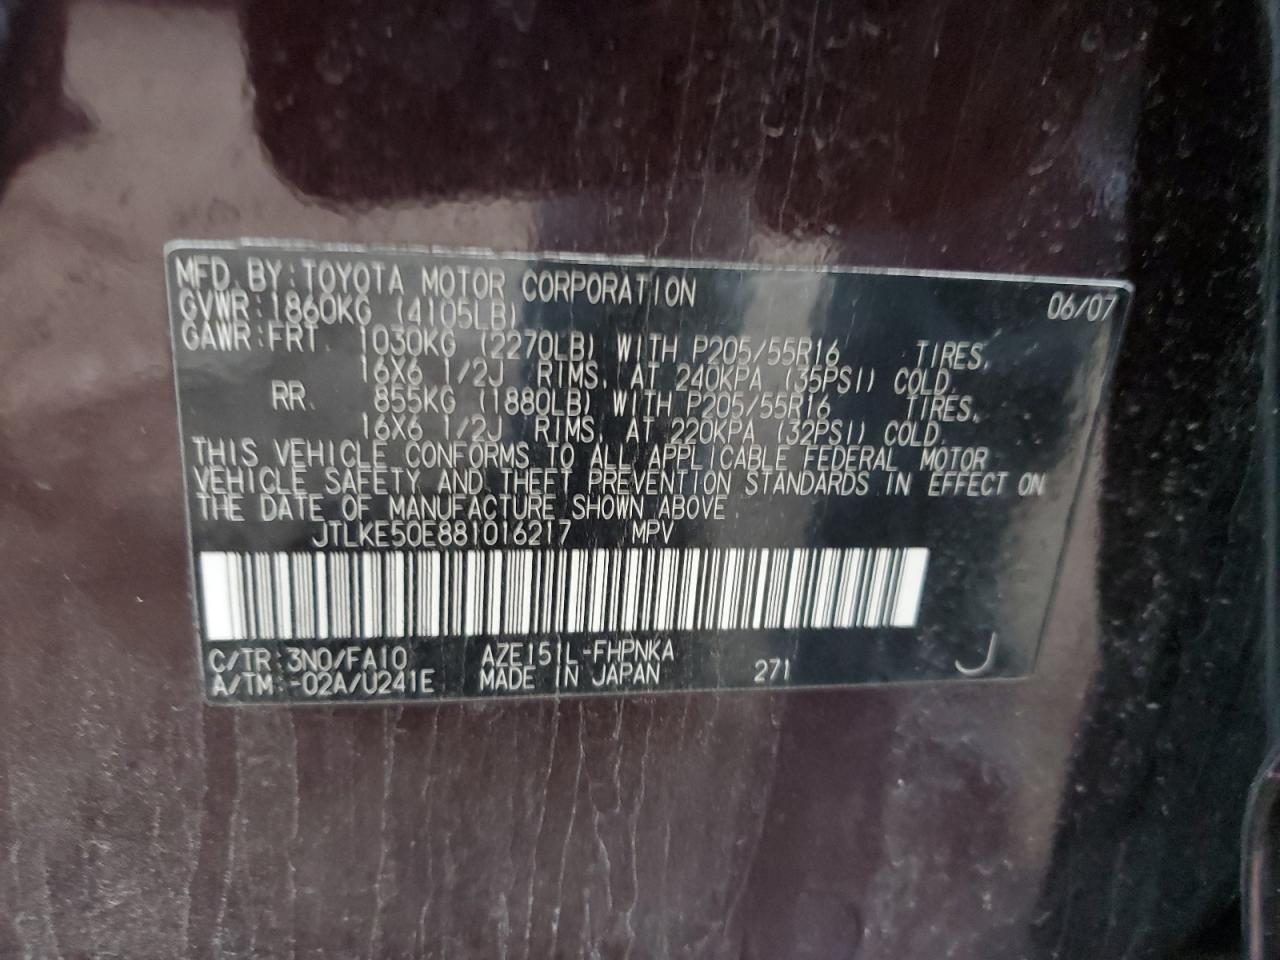 MFD. BY: TOYOTA MOTOR CORPORATION 06/07
GVWR: 1860KG (4105LB)
GAWR: FRT. 1030KG (2270LB) WITH P205/55R16 TIRES,
16X6 1/2J RIMS, AT 240KPA (35PSI) COLD.
RR. 855KG (1880LB) WITH P205/55R16 TIRES,
16X6 1/2J RIMS, AT 220KPA (32PSI) COLD.
THIS VEHICLE CONFORMS TO ALL APPLICABLE FEDERAL MOTOR
VEHICLE SAFETY AND THEFT PREVENTION STANDARDS IN EFFECT ON
THE DATE OF MANUFACTURE SHOWN ABOVE.
JTLKE50E881016217 MPV
C/TR: 3N0/FA10 AZE151L-FHPNKA
A/TM: -02A/U241E MADE IN JAPAN 271 J